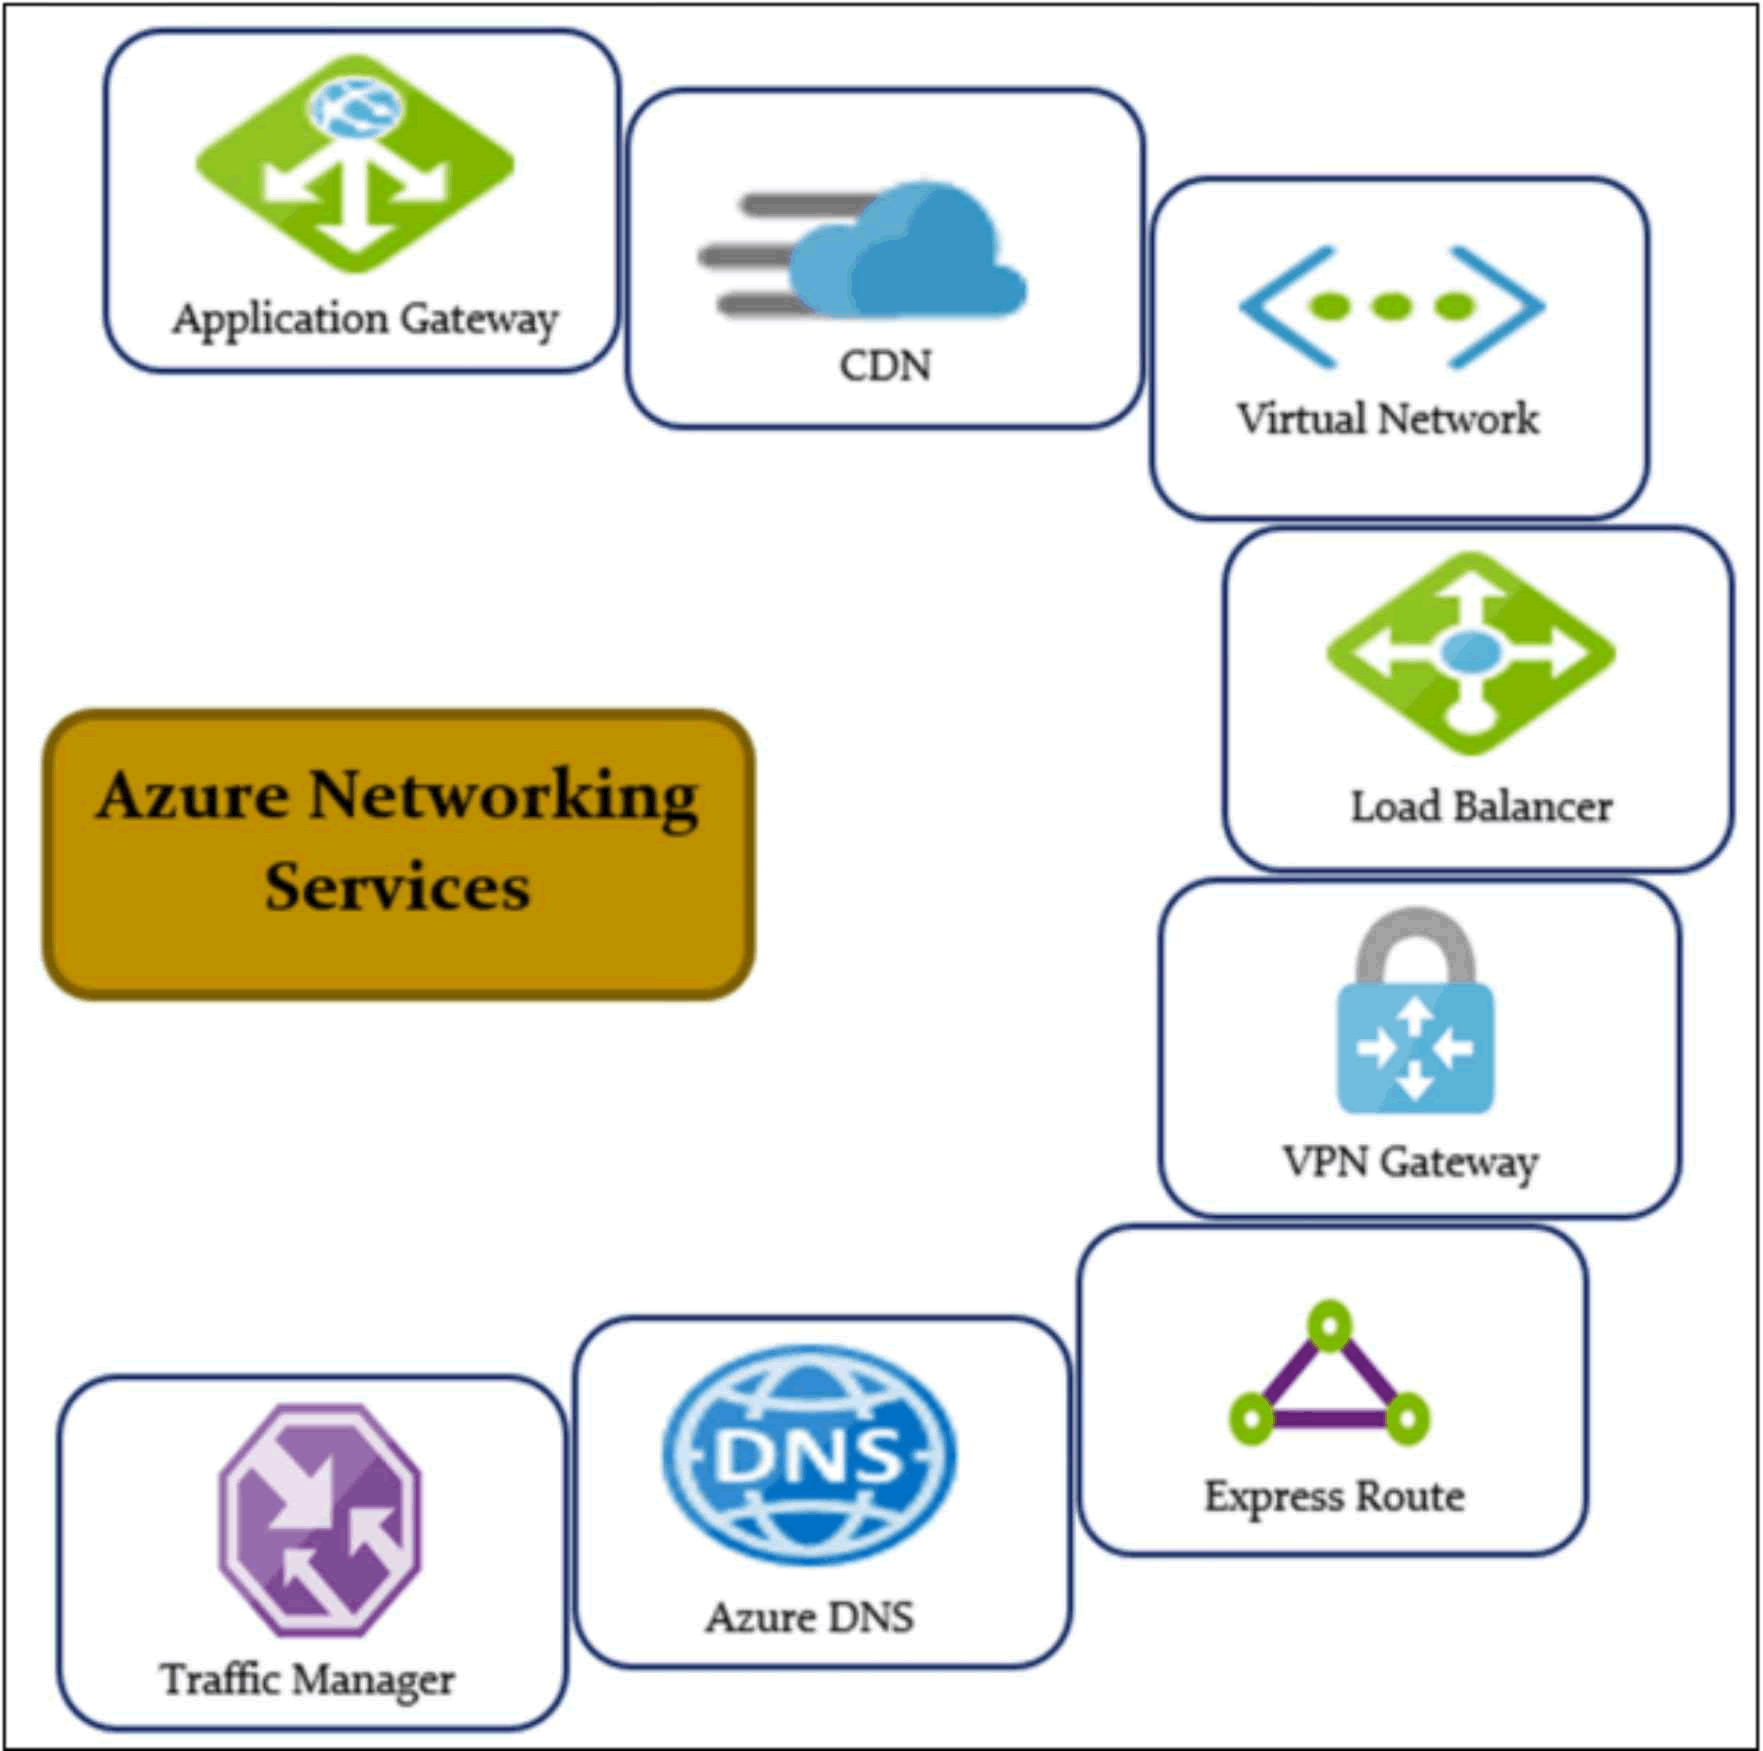 Application Gateway
CDN
Virtual Network
Load Balancer
Azure Networking
Services
VPN Gateway
Express Route
DNS
Azure DNS
Traffic Manager